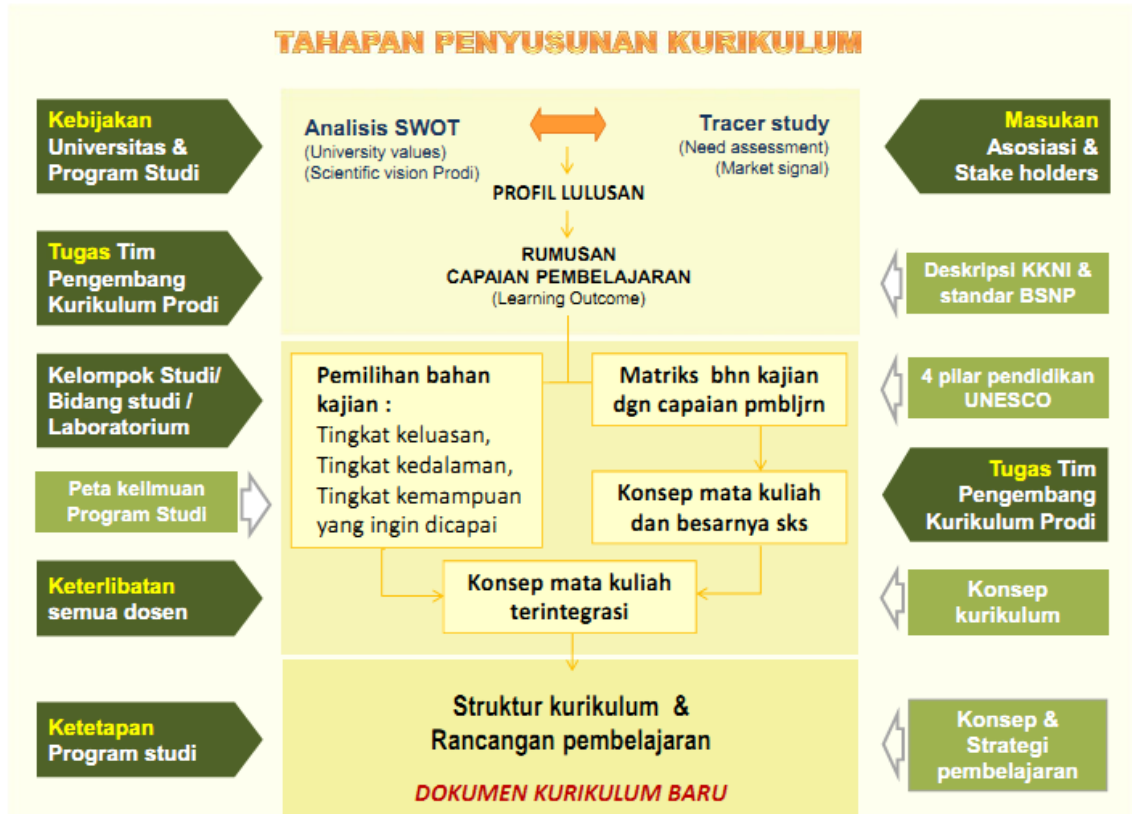 TAHAPAN PENYUSUNAN KURIKULUM
Kebijakan
Universitas &
Program Studi
Analisis SWOT
(University values)
(Scientific vision Prodi)
Tracer study
(Need assessment)
(Market signal)
Masukan
Asosiasi &
Stake holders
PROFIL LULUSAN
Tugas Tim
Pengembang
Kurikulum Prodi
RUMUSAN
CAPAIAN PEMBELAJARAN
(Learning Outcome)
Deskripsi KKNI &
standar BSNP
Kelompok Studi/
Bidang studi /
Laboratorium
Pemilihan bahan
kajian :
Tingkat keluasan,
Tingkat kedalaman,
Tingkat kemampuan
yang ingin dicapai
Matriks bhn kajian
dgn capaian pmbljrn
4 pilar pendidikan
UNESCO
Peta keilmuan
Program Studi
Konsep mata kuliah
dan besarnya sks
Tugas Tim
Pengembang
Kurikulum Prodi
Keterlibatan
semua dosen
Konsep mata kuliah
terintegrasi
Konsep
kurikulum
Ketetapan
Program studi
Struktur kurikulum &
Rancangan pembelajaran
DOKUMEN KURIKULUM BARU
Konsep &
Strategi
pembelajaran